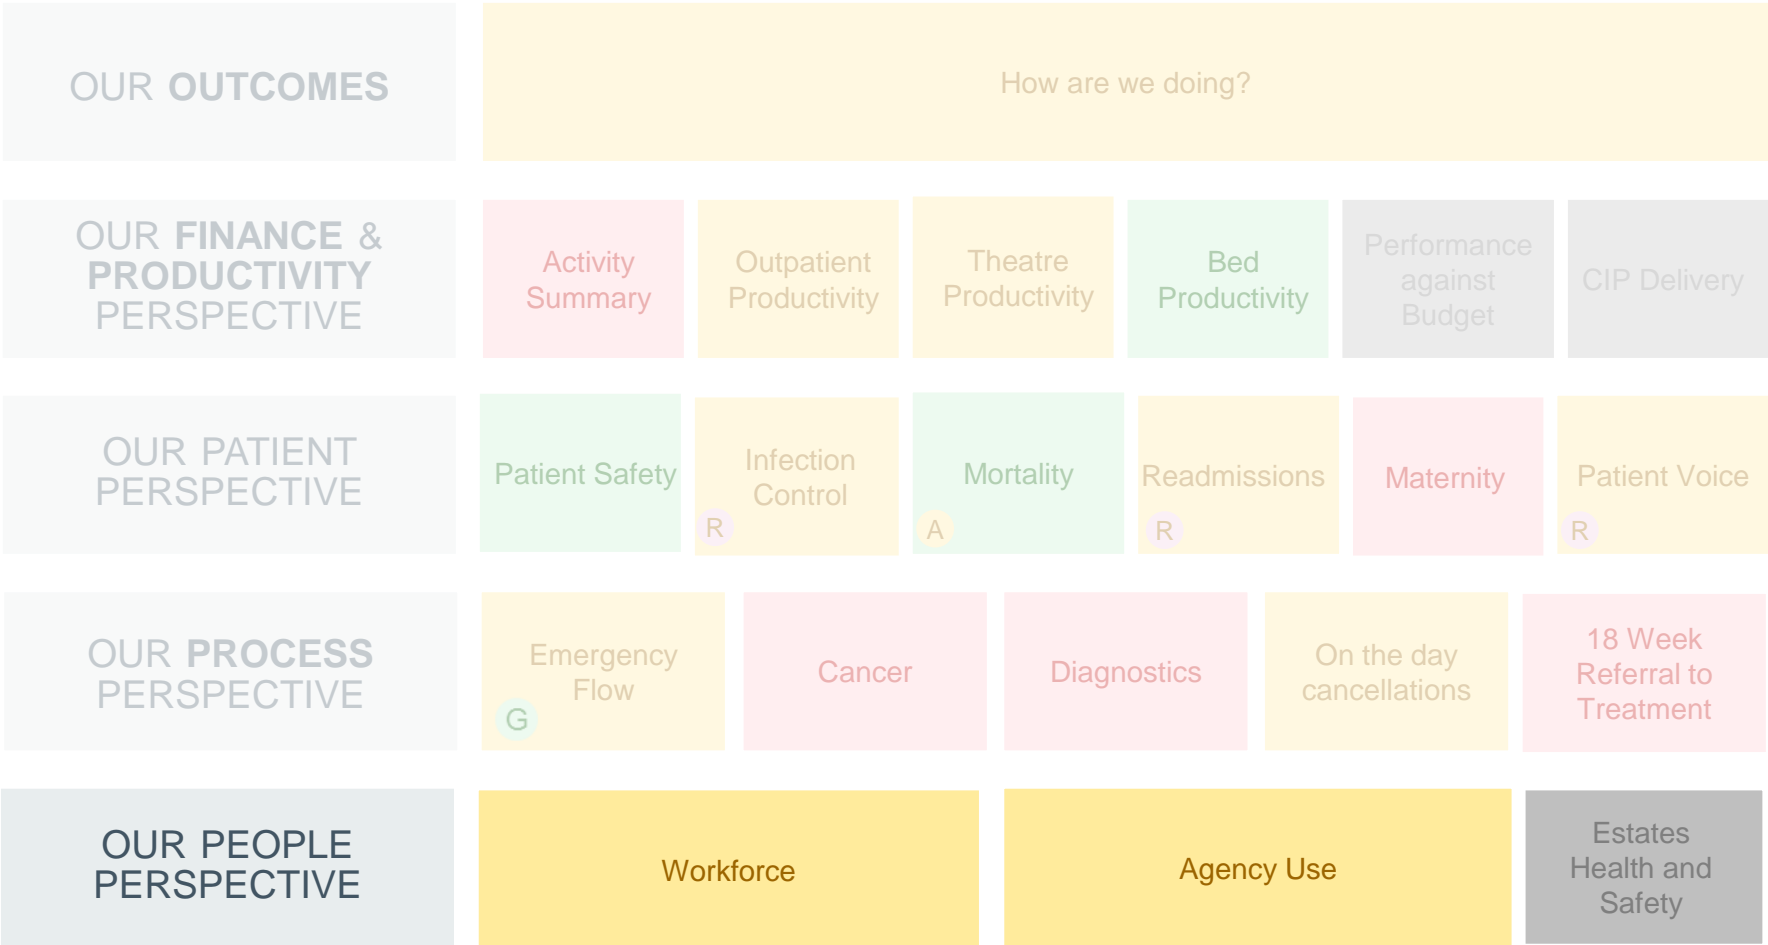 OUR OUTCOMES
How are we doing?
OUR FINANCE &
PRODUCTIVITY
PERSPECTIVE
Activity
Summary
Outpatient
Productivity
Theatre
Productivity
Bed
Productivity
Performance
against
Budget
CIP Delivery
OUR PATIENT
PERSPECTIVE
Patient Safety
Infection
Control
R
Mortality
A
Readmissions
R
Maternity
Patient Voice
R
OUR PROCESS
PERSPECTIVE
Emergency
Flow
G
Cancer
Diagnostics
On the day
cancellations
18 Week
Referral to
Treatment
OUR PEOPLE
PERSPECTIVE
Workforce
Agency Use
Estates
Health and
Safety